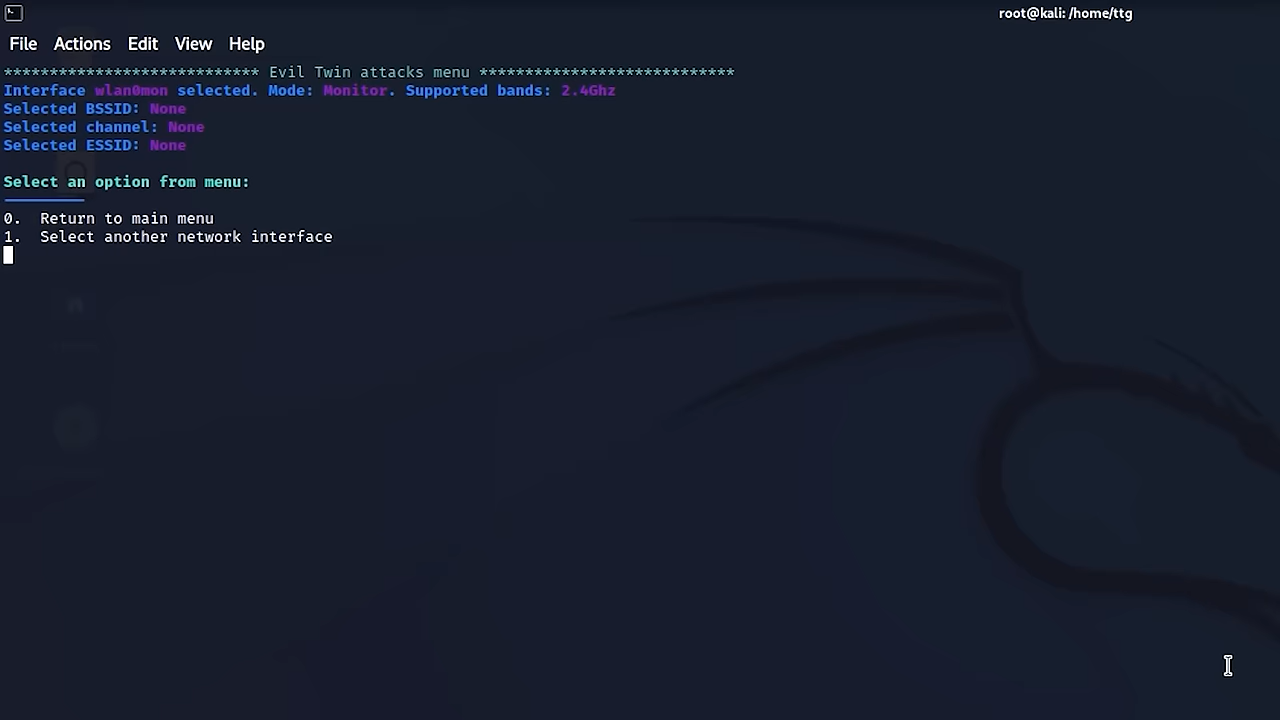 root@kali: /home/ttg
File Actions Edit View Help
**************************** Evil Twin attacks menu ****************************
Interface wlan0mon selected. Mode: Monitor. Supported bands: 2.4Ghz
Selected BSSID: None
Selected channel: None
Selected ESSID: None
Select an option from menu:
0. Return to main menu
1. Select another network interface